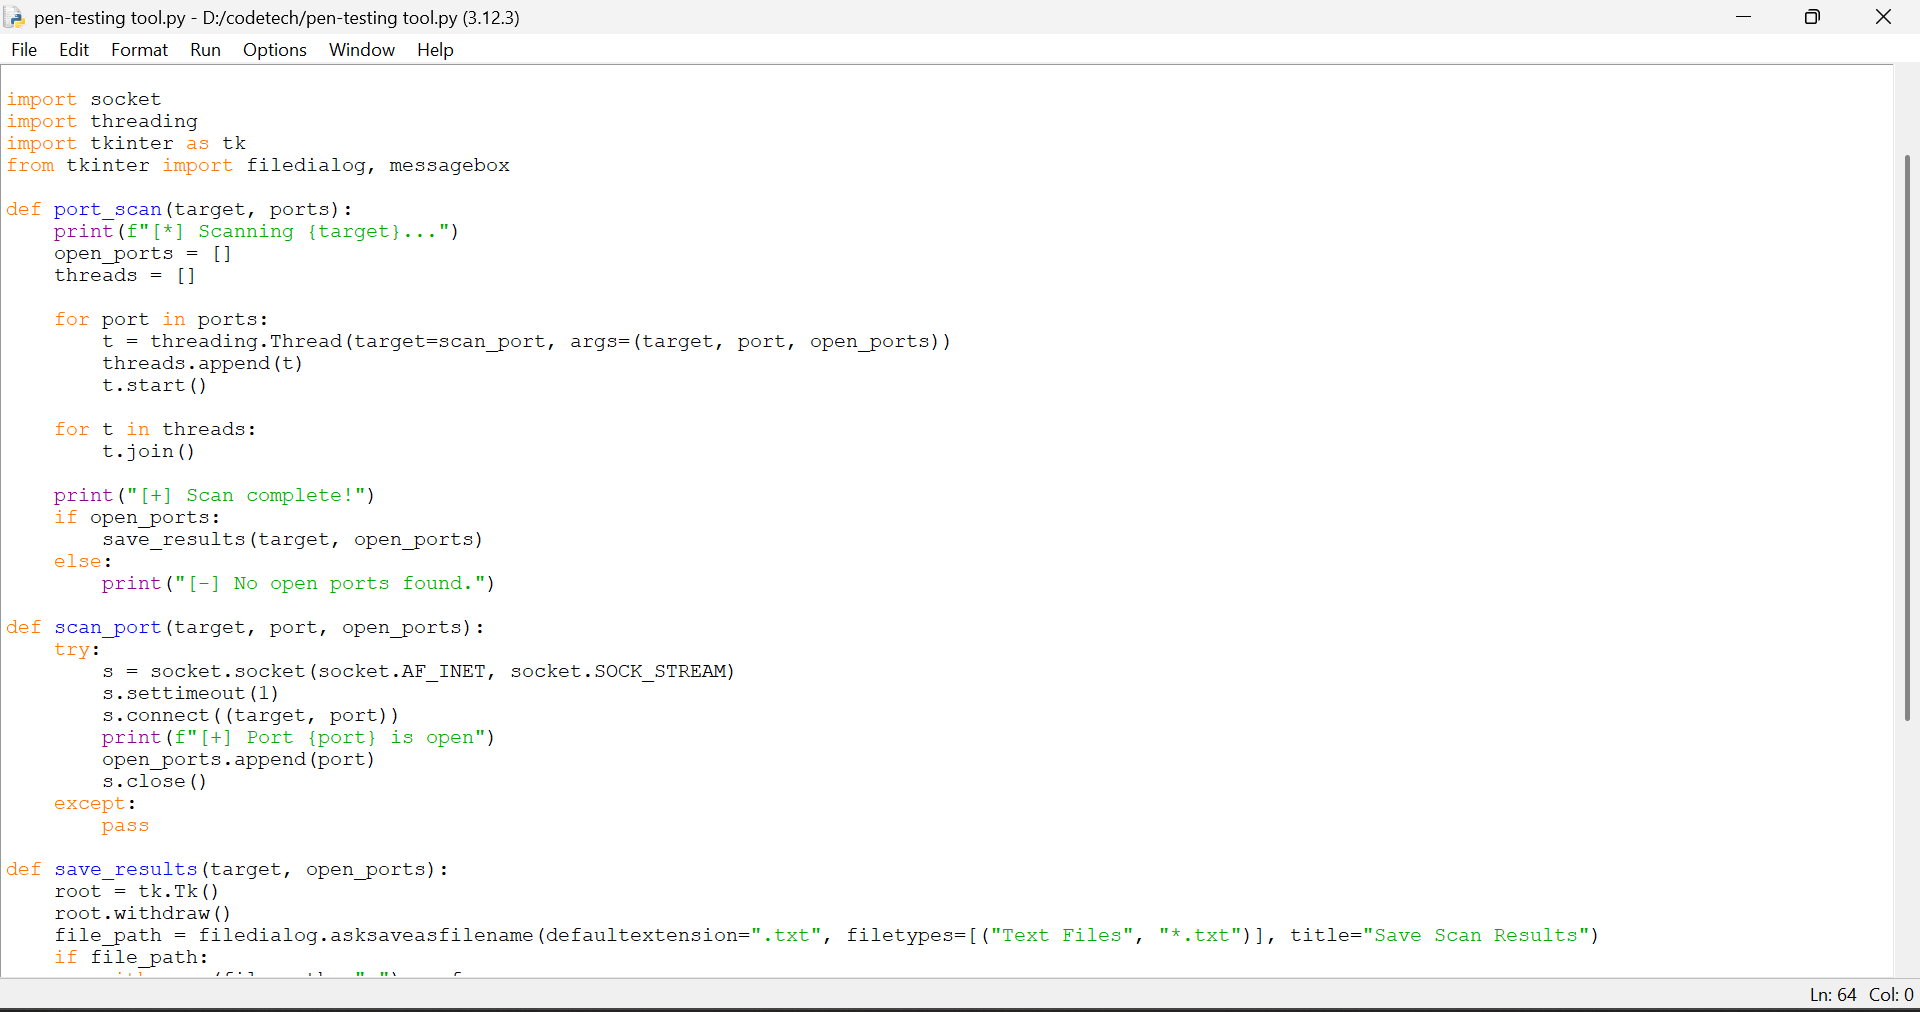 pen-testing tool.py - D:/codetech/pen-testing tool.py (3.12.3)
File Edit Format Run Options Window Help
import socket
import threading
import tkinter as tk
from tkinter import filedialog, messagebox
def port_scan(target, ports):
    print(f"[*] Scanning {target}...")
    open_ports = []
    threads = []
    for port in ports:
        t = threading.Thread(target=scan_port, args=(target, port, open_ports))
        threads.append(t)
        t.start()
    for t in threads:
        t.join()
    print("[+] Scan complete!")
    if open_ports:
        save_results(target, open_ports)
    else:
        print("[-] No open ports found.")
def scan_port(target, port, open_ports):
    try:
        s = socket.socket(socket.AF_INET, socket.SOCK_STREAM)
        s.settimeout(1)
        s.connect((target, port))
        print(f"[+] Port {port} is open")
        open_ports.append(port)
        s.close()
    except:
        pass
def save_results(target, open_ports):
    root = tk.Tk()
    root.withdraw()
    file_path = filedialog.asksaveasfilename(defaultextension=".txt", filetypes=[("Text Files", "*.txt")], title="Save Scan Results")
    if file_path:
Ln: 64 Col: 0